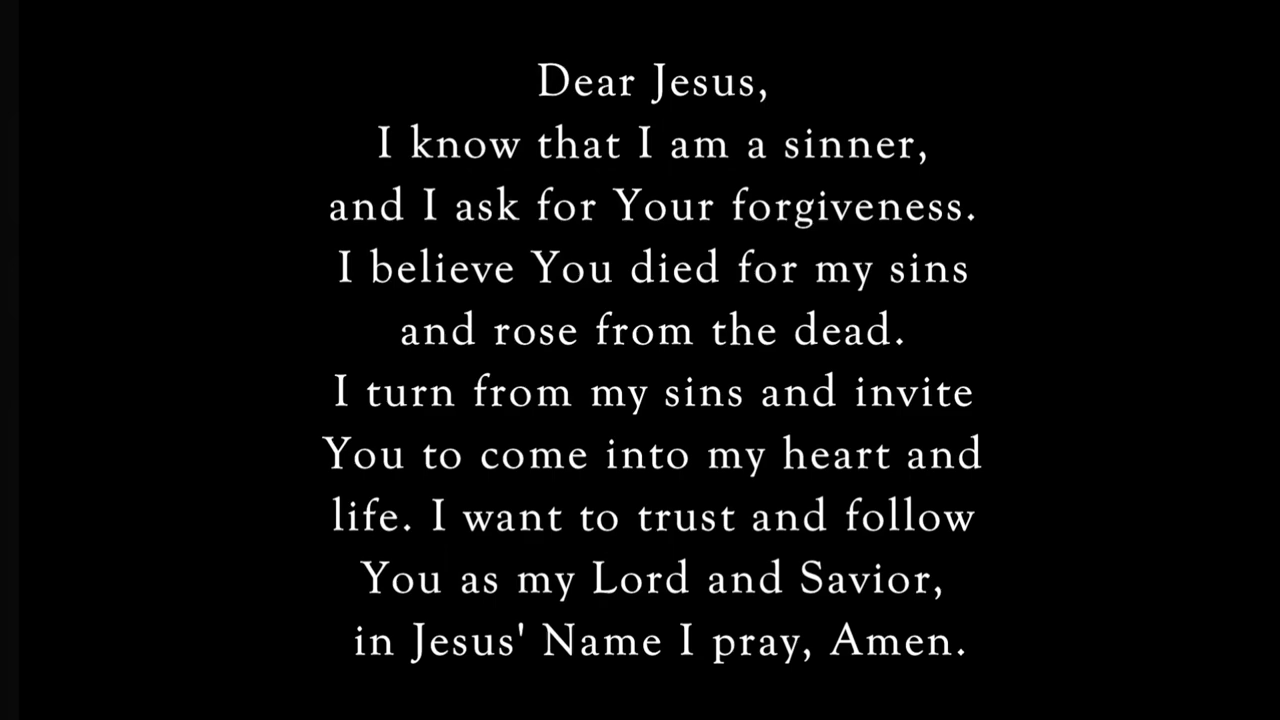 Dear Jesus,
I know that I am a sinner,
and I ask for Your forgiveness.
I believe You died for my sins
and rose from the dead.
I turn from my sins and invite
You to come into my heart and
life. I want to trust and follow
You as my Lord and Savior,
in Jesus' Name I pray, Amen.